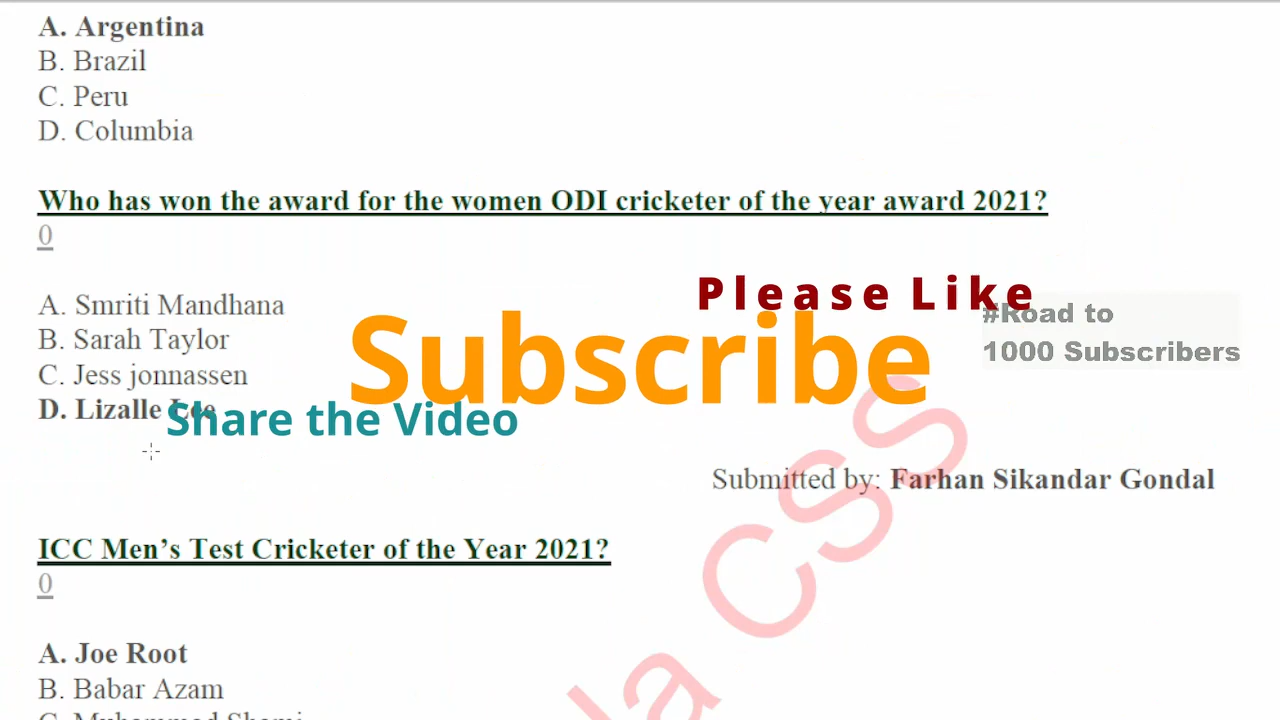 A. Argentina
B. Brazil
C. Peru
D. Columbia
Who has won the award for the women ODI cricketer of the year award 2021?
0
A. Smriti Mandhana
B. Sarah Taylor
C. Jess jonnassen
D. Lizalle Lee
Please Like
Subscribe
#Road to
1000 Subscribers
Share the Video
Submitted by: Farhan Sikandar Gondal
ICC Men's Test Cricketer of the Year 2021?
0
A. Joe Root
B. Babar Azam
CSS